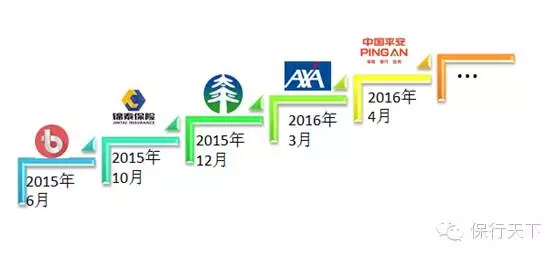 b
2015年
6月
锦泰保险
JINTAI INSURANCE
2015年
10月
2015年
12月
AXA
2016年
3月
中国平安
PING AN
保险·银行·投资
2016年
4月
...
保行天下